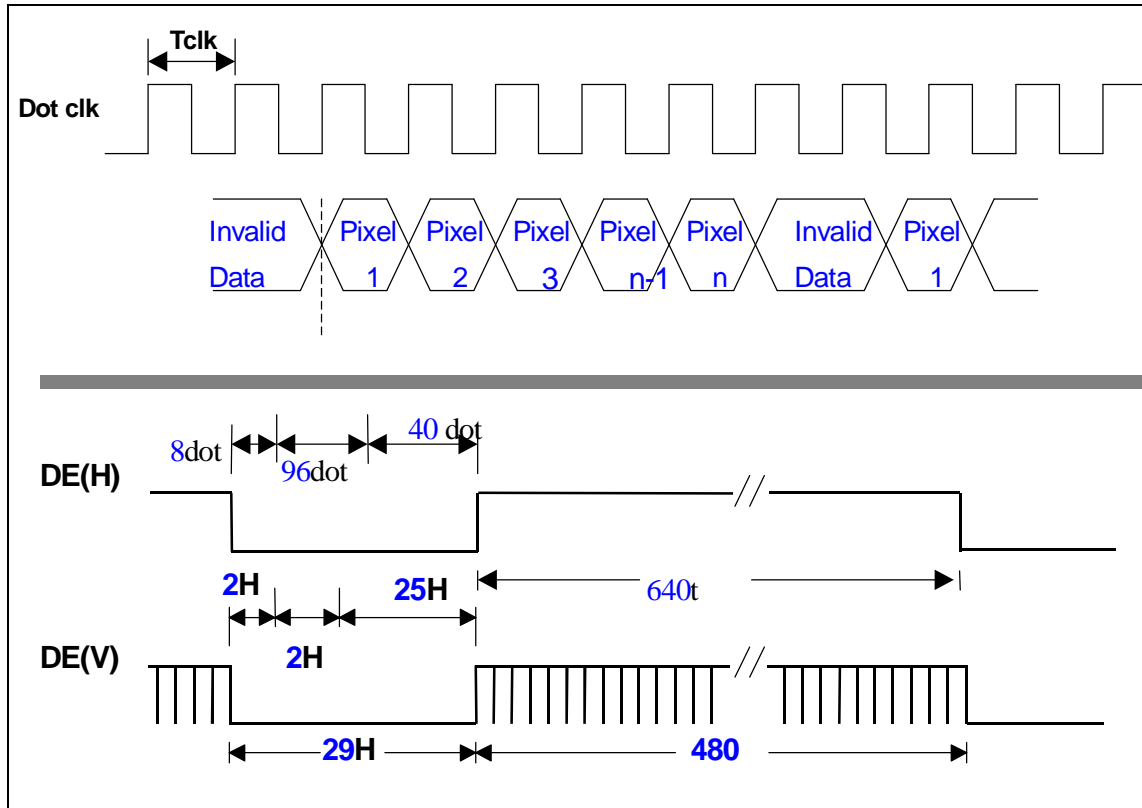 Tclk
Dot clk
Invalid Data
Pixel 1
Pixel 2
Pixel 3
Pixel n-1
Pixel n
Invalid Data
Pixel 1
8dot
96dot
40 dot
DE(H)
640t
2H
2H
25H
DE(V)
29H
480